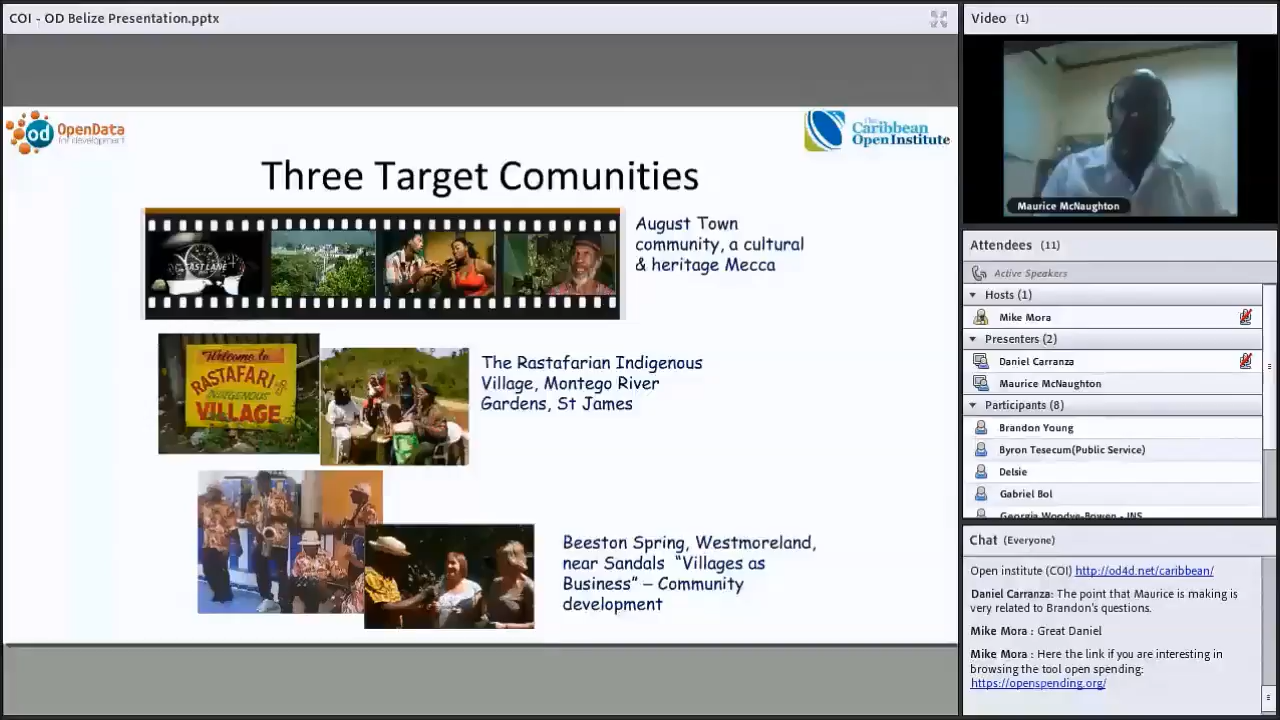 COI - OD Belize Presentation.pptx
od OpenData
for development
The
Caribbean
OpenInstitute
Three Target Comunities
FAST LANE
August Town
community, a cultural
& heritage Mecca
Welcome to
RASTAFARI
INDIGENOUS
VILLAGE
The Rastafarian Indigenous
Village, Montego River
Gardens, St James
Beeston Spring, Westmoreland,
near Sandals “Villages as
Business” – Community
development
Video (1)
Maurice McNaughton
Attendees (11)
Active Speakers
Hosts (1)
Mike Mora
Presenters (2)
Daniel Carranza
Maurice McNaughton
Participants (8)
Brandon Young
Byron Tesecum(Public Service)
Delsie
Gabriel Bol
Chat (Everyone)
Open institute (COI) http://od4d.net/caribbean/
Daniel Carranza: The point that Maurice is making is
very related to Brandon's questions.
Mike Mora : Great Daniel
Mike Mora : Here the link if you are interesting in
browsing the tool open spending:
https://openspending.org/